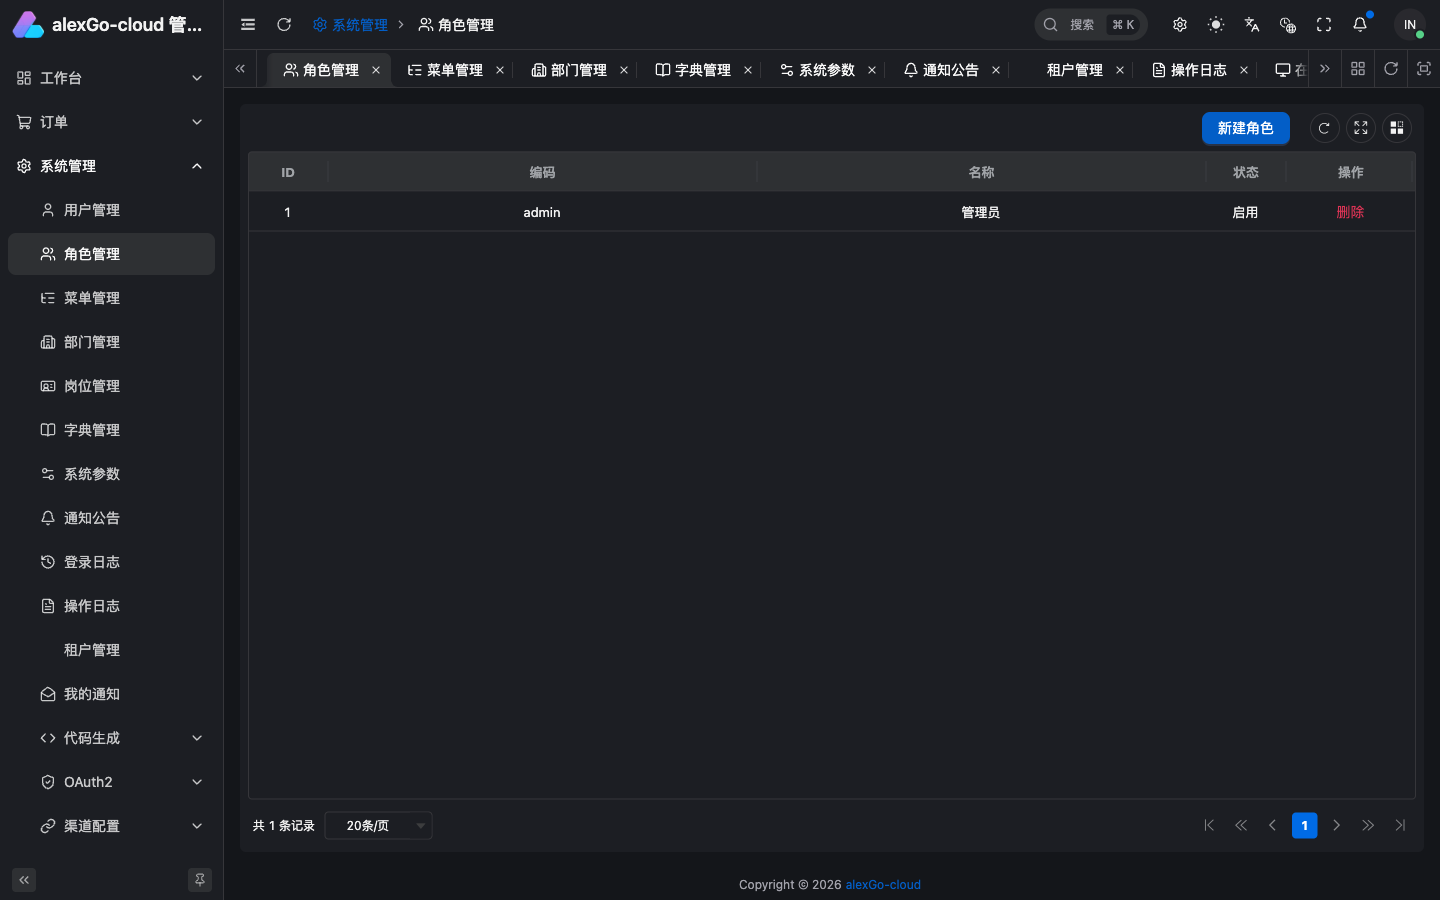 alexGo-cloud 管...
工作台
订单
系统管理
用户管理
角色管理
菜单管理
部门管理
岗位管理
字典管理
系统参数
通知公告
登录日志
操作日志
租户管理
我的通知
代码生成
OAuth2
渠道配置
系统管理 > 角色管理
搜索 ⌘ K
IN
角色管理 菜单管理 部门管理 字典管理 系统参数 通知公告 租户管理 操作日志
新建角色
ID 编码 名称 状态 操作
1 admin 管理员 启用 删除
共 1 条记录 20条/页 1
Copyright © 2026 alexGo-cloud